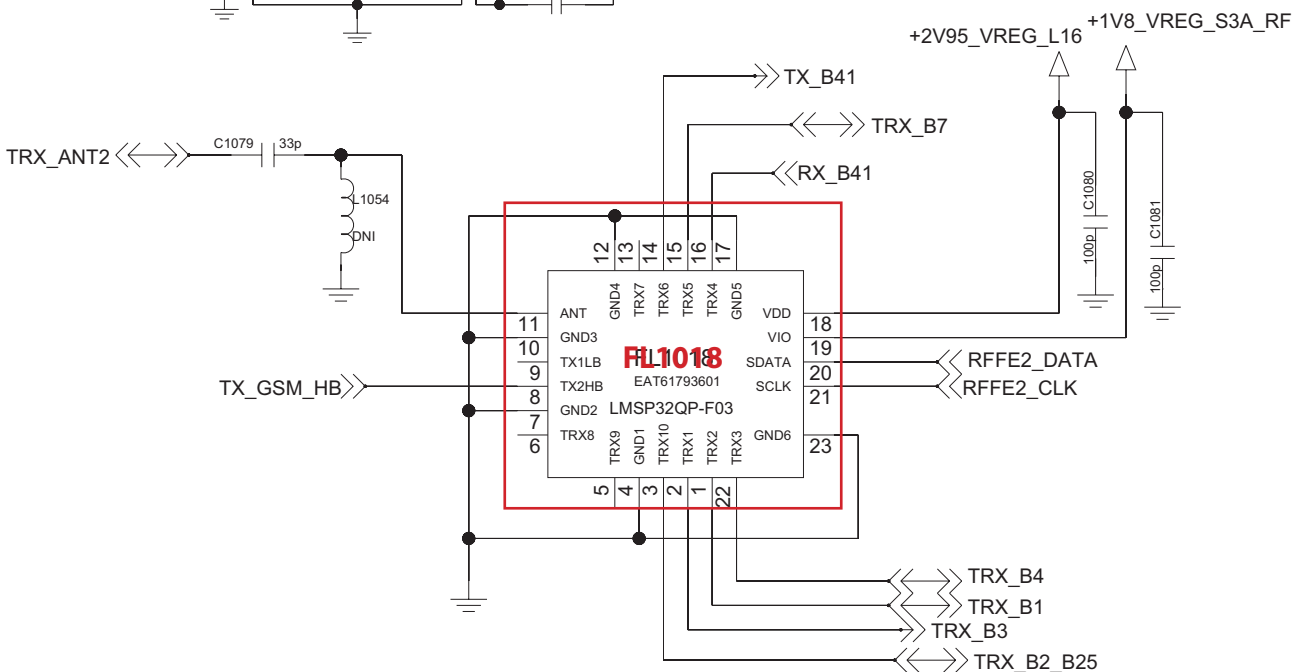 +1V8_VREG_S3A_RF
+2V95_VREG_L16
TX_B41
TRX_B7
C1079 33p
TRX_ANT2
RX_B41
L1054
DNI
C1080
100p
C1081
100p
12 13 14 15 16 17
GND4 TRX7 TRX6 TRX5 TRX4 GND5
ANT VDD
11 18
GND3 VIO
10 19
TX1LB FL1018 SDATA RFFE2_DATA
FL1018
9 20
TX_GSM_HB TX2HB EAT61793601 SCLK RFFE2_CLK
8 21
GND2 LMSP32QP-F03
7
TRX8 GND6
6 23
TRX9 GND1 TRX10 TRX1 TRX2 TRX3
5 4 3 2 1 22
TRX_B4
TRX_B1
TRX_B3
TRX_B2_B25